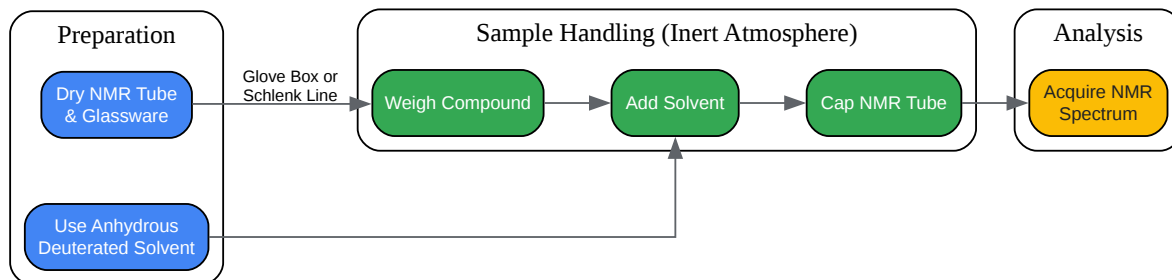 Preparation
Sample Handling (Inert Atmosphere)
Analysis
Dry NMR Tube
& Glassware
Glove Box or
Schlenk Line
Weigh Compound
Add Solvent
Cap NMR Tube
Acquire NMR
Spectrum
Use Anhydrous
Deuterated Solvent